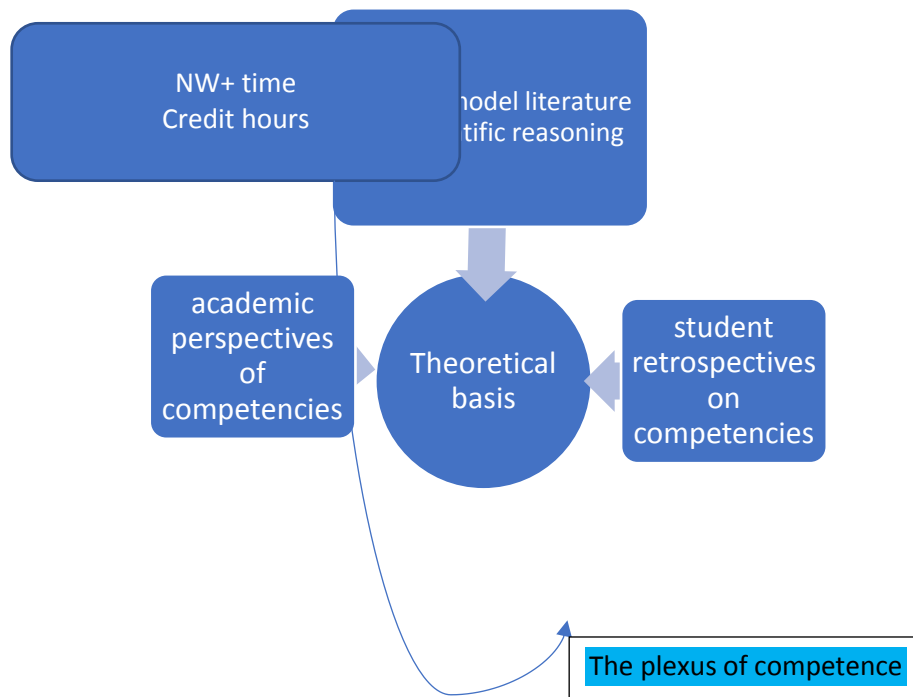 NW+ time
Credit hours
model literature
tific reasoning
academic
perspectives
of
competencies
Theoretical
basis
student
retrospectives
on
competencies
The plexus of competence